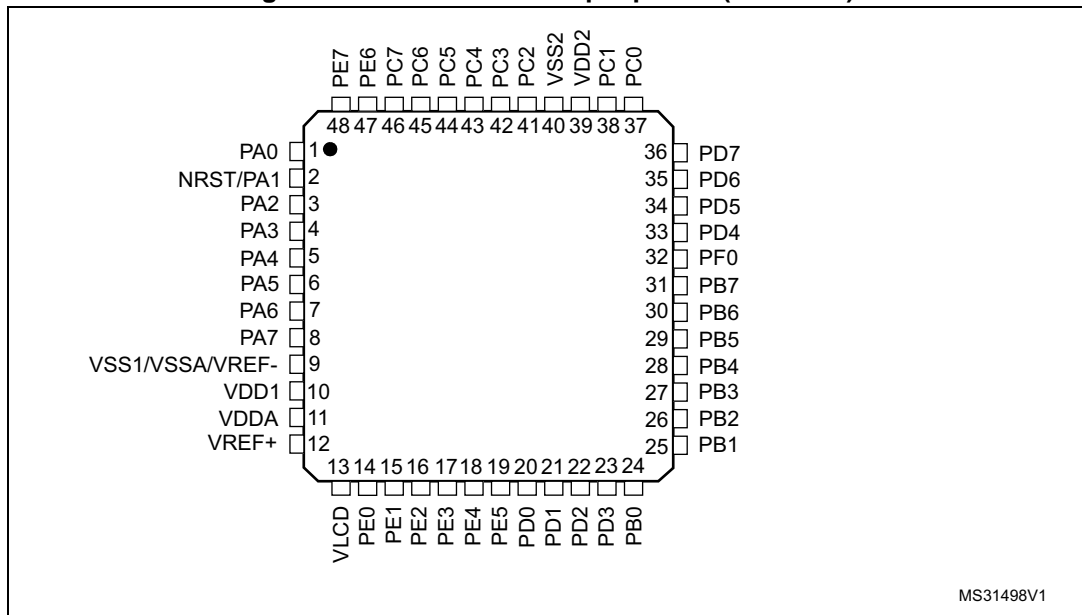 PE7 PE6 PC7 PC6 PC5 PC4 PC3 PC2 VSS2 VDD2 PC1 PC0
48 47 46 45 44 43 42 41 40 39 38 37
PA0 1 36 PD7
NRST/PA1 2 35 PD6
PA2 3 34 PD5
PA3 4 33 PD4
PA4 5 32 PF0
PA5 6 31 PB7
PA6 7 30 PB6
PA7 8 29 PB5
VSS1/VSSA/VREF- 9 28 PB4
VDD1 10 27 PB3
VDDA 11 26 PB2
VREF+ 12 25 PB1
13 14 15 16 17 18 19 20 21 22 23 24
VLCD PE0 PE1 PE2 PE3 PE4 PE5 PD0 PD1 PD2 PD3 PB0
MS31498V1